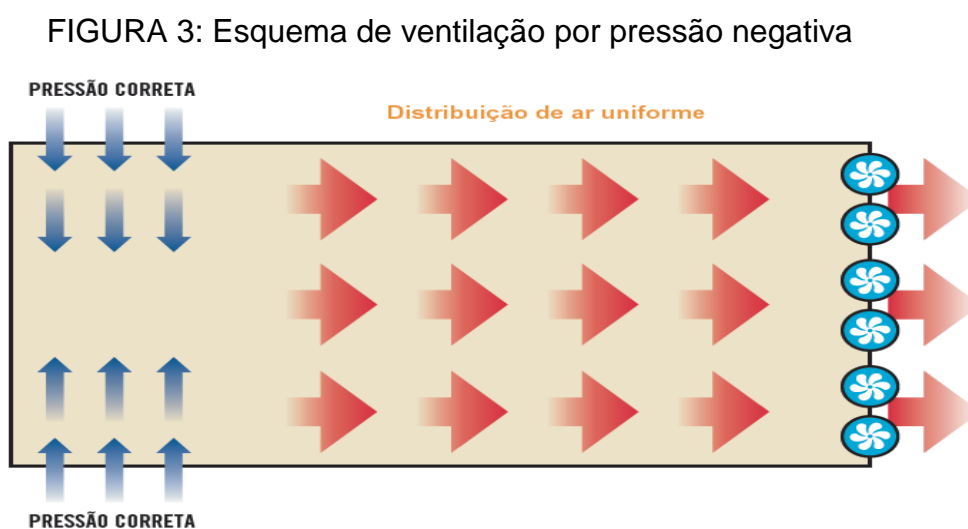 FIGURA 3: Esquema de ventilação por pressão negativa
PRESSÃO CORRETA
Distribuição de ar uniforme
PRESSÃO CORRETA